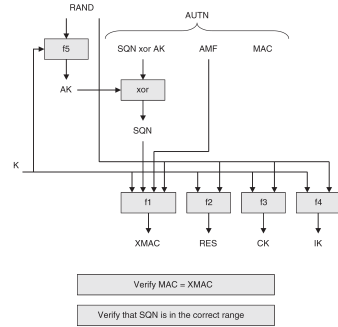 RAND
AUTN
f5
SQN xor AK
AMF
MAC
AK
xor
SQN
K
f1
f2
f3
f4
XMAC
RES
CK
IK
Verify MAC = XMAC
Verify that SQN is in the correct range